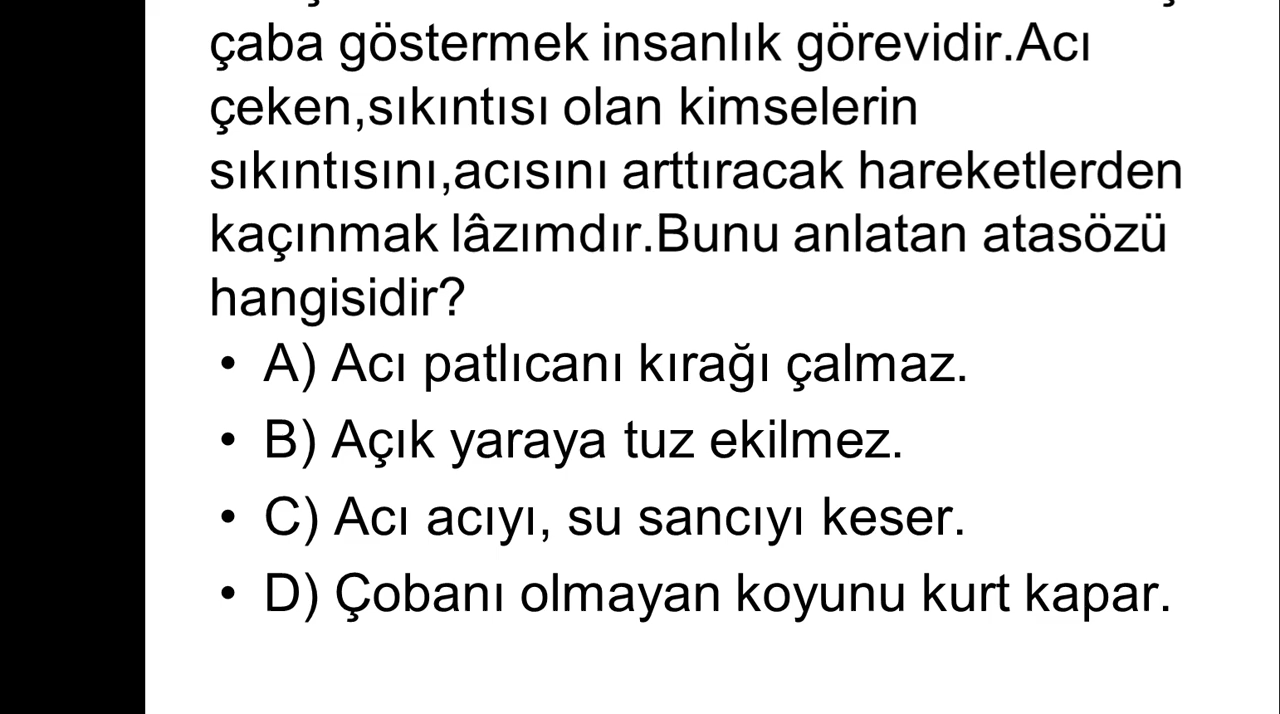 çaba göstermek insanlık görevidir.Acı
çeken,sıkıntısı olan kimselerin
sıkıntısını,acısını arttıracak hareketlerden
kaçınmak lâzımdır.Bunu anlatan atasözü
hangisidir?
• A) Acı patlıcanı kırağı çalmaz.
• B) Açık yaraya tuz ekilmez.
• C) Acı acıyı, su sancıyı keser.
• D) Çobanı olmayan koyunu kurt kapar.